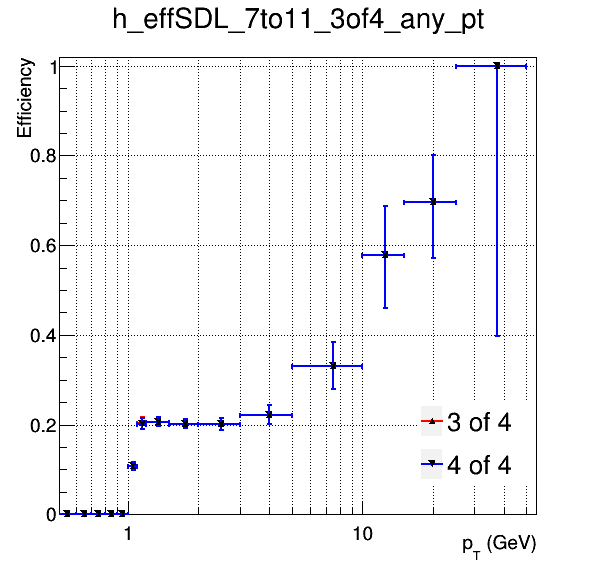 h_effSDL_7to11_3of4_any_pt
Efficiency
1
0.8
0.6
0.4
0.2
0
3 of 4
4 of 4
1
10
p_T (GeV)